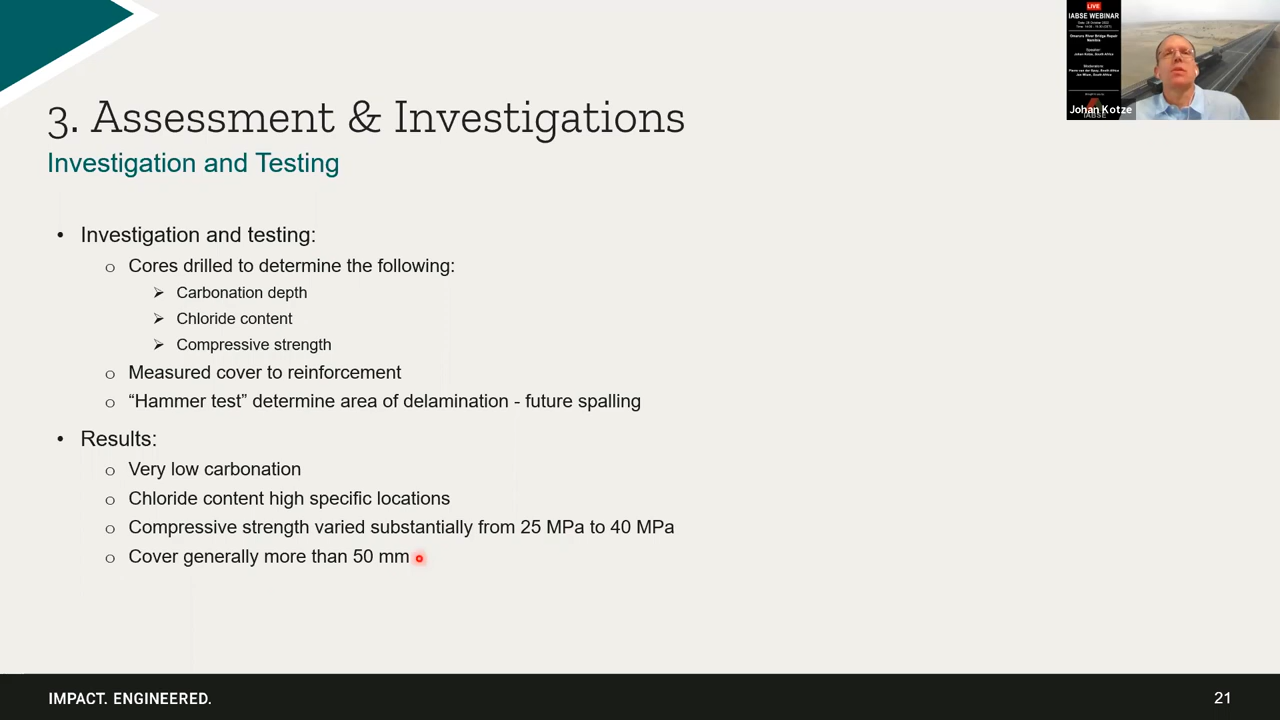 3. Assessment & Investigations
Investigation and Testing
• Investigation and testing:
o Cores drilled to determine the following:
➢ Carbonation depth
➢ Chloride content
➢ Compressive strength
o Measured cover to reinforcement
o “Hammer test” determine area of delamination - future spalling
• Results:
o Very low carbonation
o Chloride content high specific locations
o Compressive strength varied substantially from 25 MPa to 40 MPa
o Cover generally more than 50 mm
IMPACT. ENGINEERED.
21
LIVE
IABSE WEBINAR
Johan Kotze
IABSE